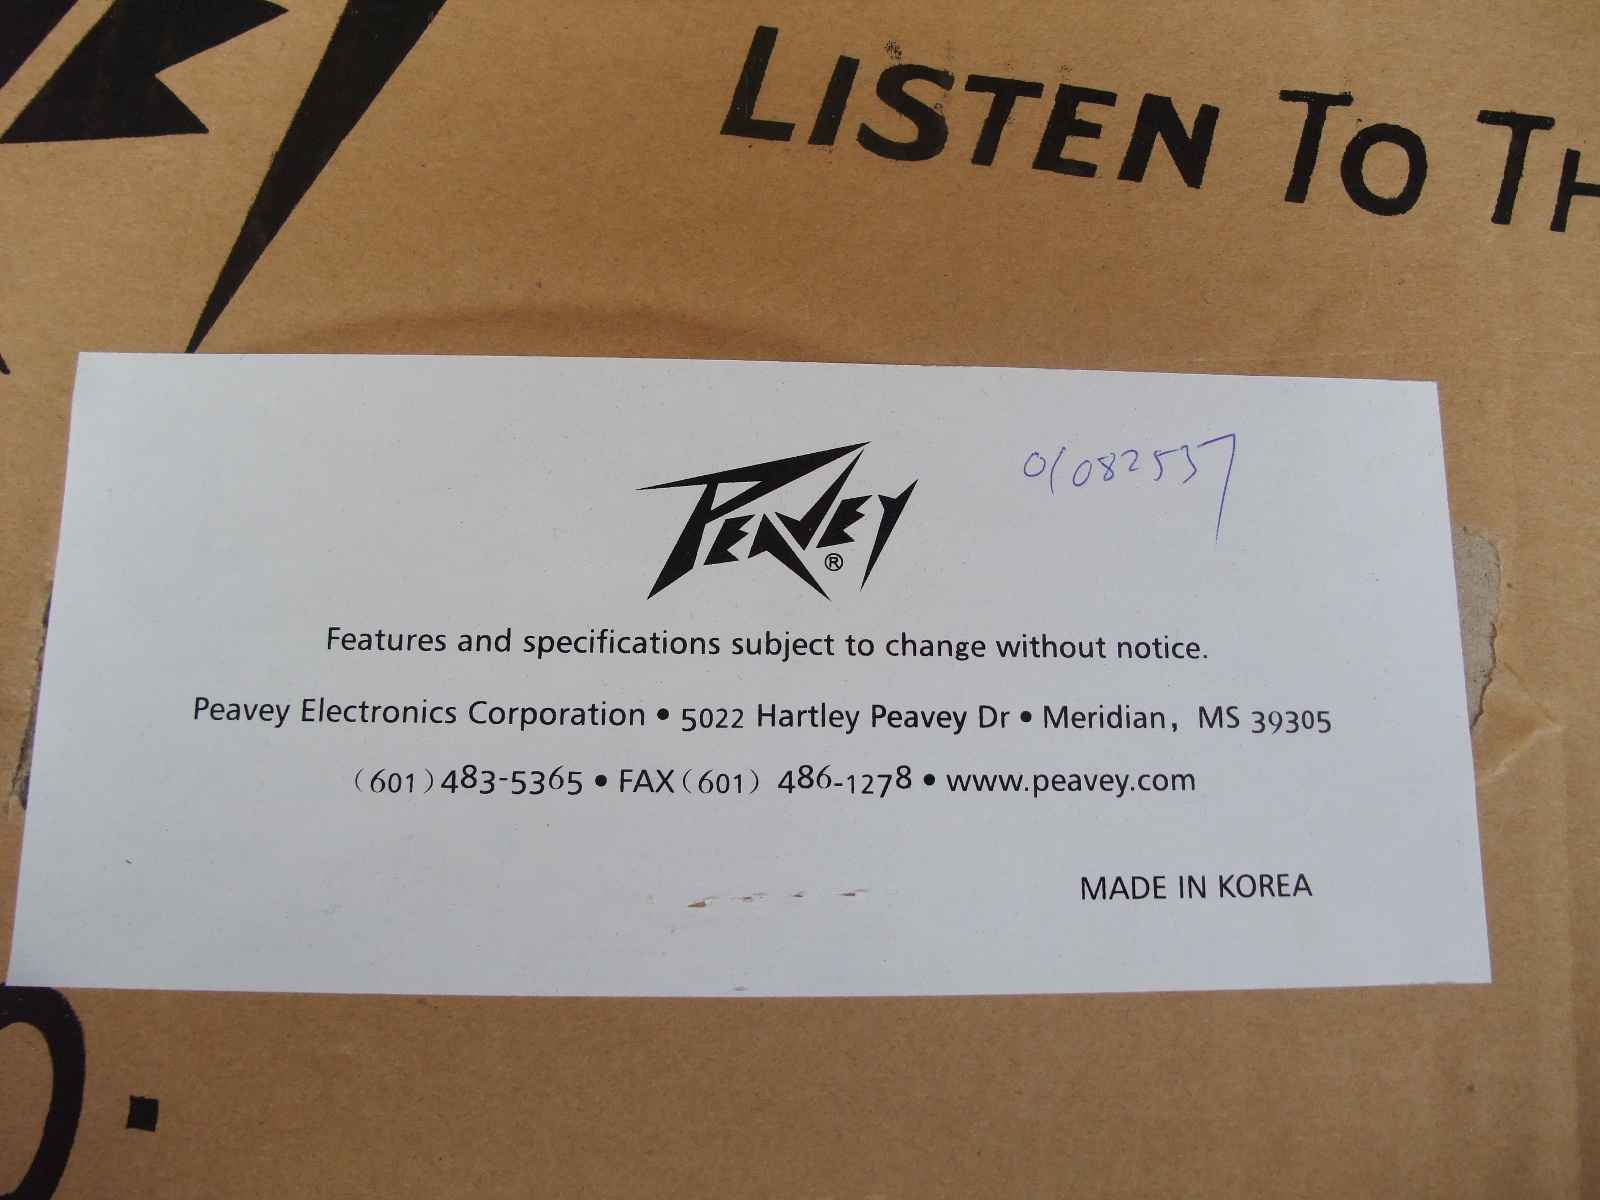 LISTEN TO TH
PEAVEY®
01082537
Features and specifications subject to change without notice.
Peavey Electronics Corporation • 5022 Hartley Peavey Dr • Meridian, MS 39305
(601)483-5365 • FAX(601) 486-1278 • www.peavey.com
MADE IN KOREA